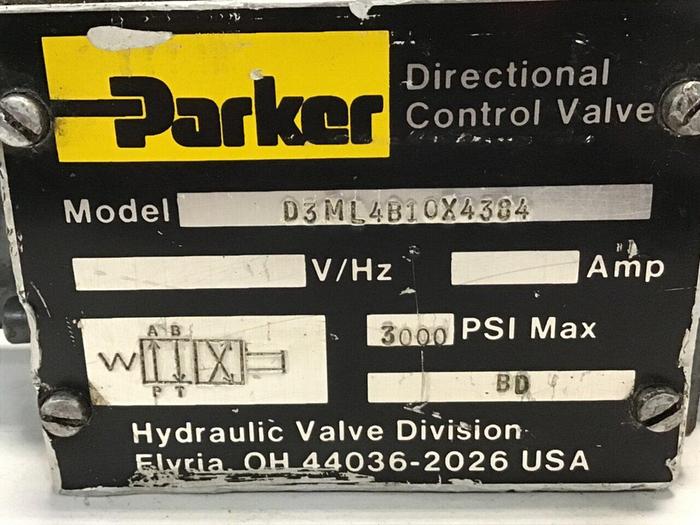 Parker
Directional
Control Valve
Model D3ML4B10X4384
V/Hz Amp
A B
P T
3000 PSI Max
BD
Hydraulic Valve Division
Elyria, OH 44036-2026 USA